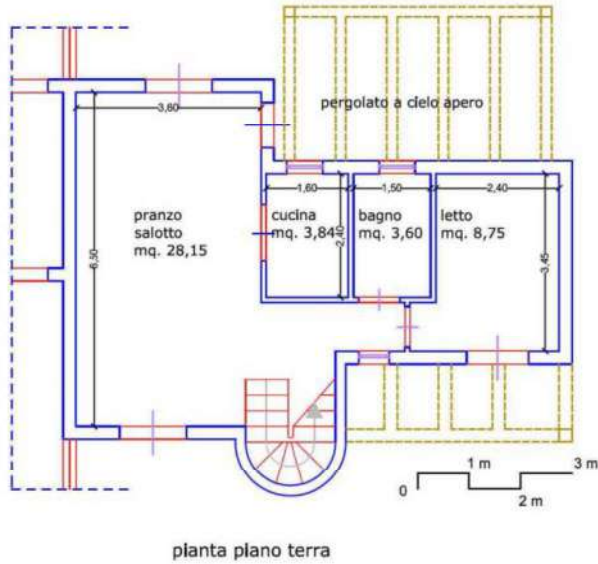 pergolato a cielo apero
3,60
1,60
1,50
2,40
pranzo
salotto
mq. 28,15
cucina
mq. 3,84
bagno
mq. 3,60
letto
mq. 8,75
6,50
2,40
3,45
0
1 m
2 m
3 m
pianta piano terra